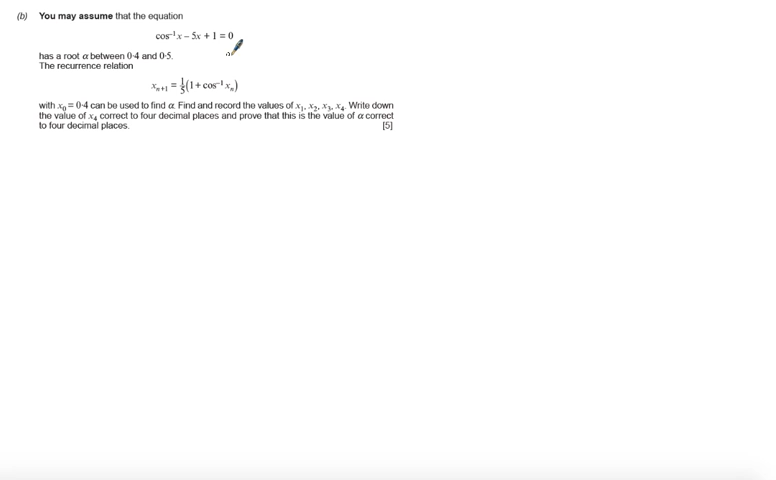 (b) You may assume that the equation
cos⁻¹x – 5x + 1 = 0
has a root α between 0·4 and 0·5.
The recurrence relation
xₙ₊₁ = 1/5(1 + cos⁻¹xₙ)
with x₀ = 0·4 can be used to find α. Find and record the values of x₁, x₂, x₃, x₄. Write down
the value of x₄ correct to four decimal places and prove that this is the value of α correct
to four decimal places. [5]